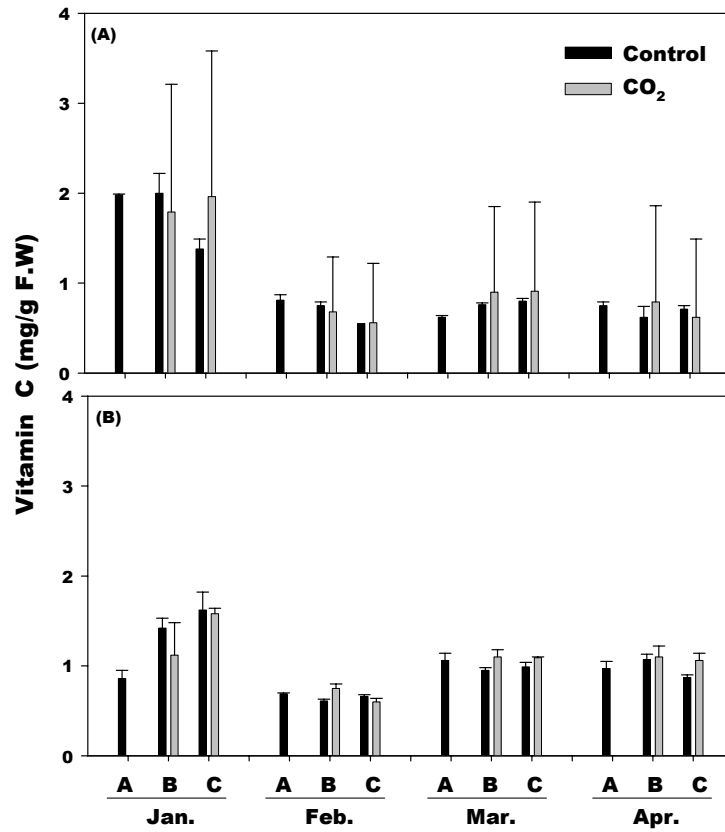 (A)
Control
CO₂
4
3
2
1
0
(B)
4
3
2
1
0
Vitamin C (mg/g F.W)
A B C A B C A B C A B C
Jan. Feb. Mar. Apr.